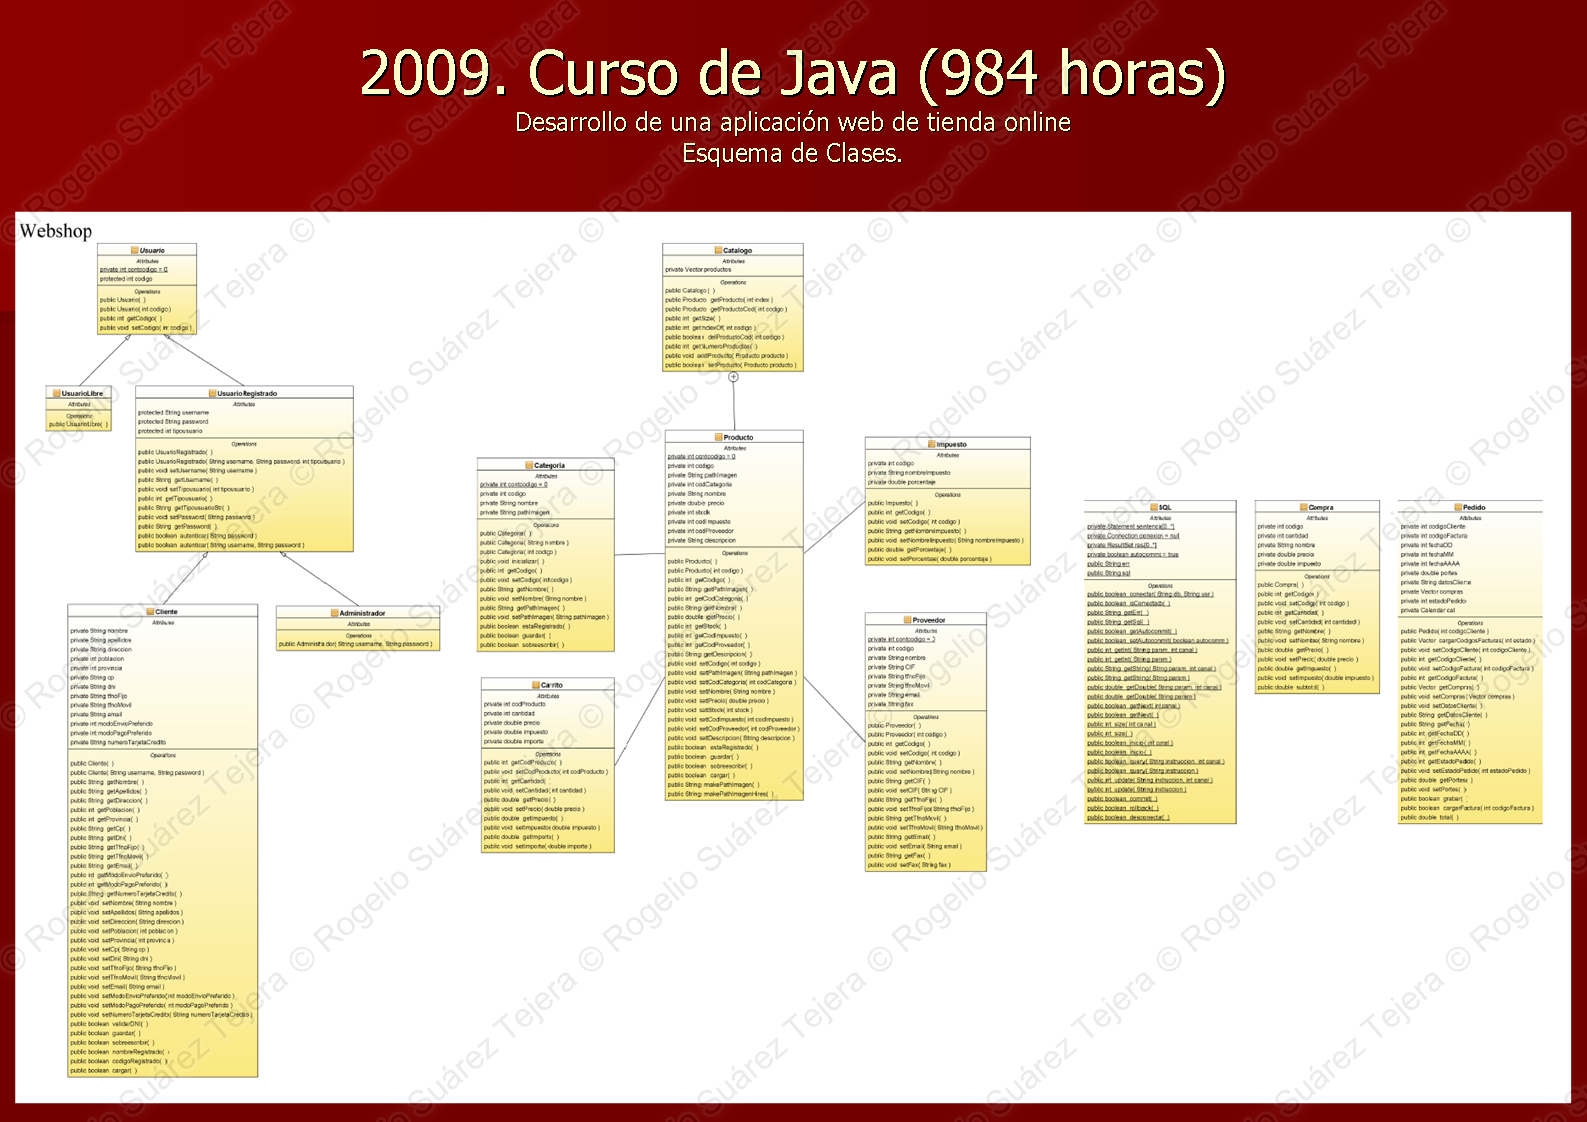 2009. Curso de Java (984 horas)
Desarrollo de una aplicación web de tienda online
Esquema de Clases.
Webshop
Usuario
Attributes
private int contcodigo = 0
protected int codigo
Operations
public Usuario( )
public Usuario( int codigo )
public int getCodigo( )
public void setCodigo( int codigo )
UsuarioLibre
Attributes
Operations
public UsuarioLibre( )
UsuarioRegistrado
Attributes
protected String username
protected String password
protected int tipousuario
Operations
public UsuarioRegistrado( )
public UsuarioRegistrado( String username, String password, int tipousuario )
public void setUsername( String username )
public String getUsername( )
public void setTipousuario( int tipousuario )
public int getTipousuario( )
public String getTipousuarioStr( )
public void setPassword( String password )
public String getPassword( )
public boolean autenticar( String password )
public boolean autenticar( String username, String password )
Cliente
Attributes
private String nombre
private String apellidos
private String direccion
private int poblacion
private int provincia
private String cp
private String dni
private String tfnoFijo
private String tfnoMovil
private String email
private int modoEnvioPreferido
private int modoPagoPreferido
private String numeroTarjetaCredito
Operations
public Cliente( )
public Cliente( String username, String password )
public String getNombre( )
public String getApellidos( )
public String getDireccion( )
public int getPoblacion( )
public int getProvincia( )
public String getCp( )
public String getDni( )
public String getTfnoFijo( )
public String getTfnoMovil( )
public String getEmail( )
public int getModoEnvioPreferido( )
public int getModoPagoPreferido( )
public String getNumeroTarjetaCredito( )
public void setNombre( String nombre )
public void setApellidos( String apellidos )
public void setDireccion( String direccion )
public void setPoblacion( int poblacion )
public void setProvincia( int provincia )
public void setCp( String cp )
public void setDni( String dni )
public void setTfnoFijo( String tfnoFijo )
public void setTfnoMovil( String tfnoMovil )
public void setEmail( String email )
public void setModoEnvioPreferido( int modoEnvioPreferido )
public void setModoPagoPreferido( int modoPagoPreferido )
public void setNumeroTarjetaCredito( String numeroTarjetaCredito )
public boolean validarDNI( )
public boolean guardar( )
public boolean sobreescribir( )
public boolean nombreRegistrado( )
public boolean codigoRegistrado( )
public boolean cargar( )
Administrador
Attributes
Operations
public Administrador( String username, String password )
Catalogo
Attributes
private Vector productos
Operations
public Catalogo( )
public Producto getProducto( int index )
public Producto getProductoCod( int codigo )
public int getSize( )
public int getIndexOf( int codigo )
public boolean delProductoCod( int codigo )
public int getNumeroProductos( )
public void addProducto( Producto producto )
public boolean setProducto( Producto producto )
Categoria
Attributes
private int contcodigo = 0
private int codigo
private String nombre
private String pathImagen
Operations
public Categoria( )
public Categoria( String nombre )
public Categoria( int codigo )
public void inicializar( )
public int getCodigo( )
public void setCodigo( int codigo )
public String getNombre( )
public void setNombre( String nombre )
public String getPathImagen( )
public void setPathImagen( String pathImagen )
public boolean estaRegistrado( )
public boolean guardar( )
public boolean sobreescribir( )
Carrito
Attributes
private int codProducto
private int cantidad
private double precio
private double impuesto
private double importe
Operations
public int getCodProducto( )
public void setCodProducto( int codProducto )
public int getCantidad( )
public void setCantidad( int cantidad )
public double getPrecio( )
public void setPrecio( double precio )
public double getImpuesto( )
public void setImpuesto( double impuesto )
public double getImporte( )
public void setImporte( double importe )
Producto
Attributes
private int contcodigo = 0
private int codigo
private String pathImagen
private int codCategoria
private String nombre
private double precio
private int stock
private int codImpuesto
private int codProveedor
private String descripcion
Operations
public Producto( )
public Producto( int codigo )
public int getCodigo( )
public String getPathImagen( )
public int getCodCategoria( )
public String getNombre( )
public double getPrecio( )
public int getStock( )
public int getCodImpuesto( )
public int getCodProveedor( )
public String getDescripcion( )
public void setCodigo( int codigo )
public void setPathImagen( String pathImagen )
public void setCodCategoria( int codCategoria )
public void setNombre( String nombre )
public void setPrecio( double precio )
public void setStock( int stock )
public void setCodImpuesto( int codImpuesto )
public void setCodProveedor( int codProveedor )
public void setDescripcion( String descripcion )
public boolean estaRegistrado( )
public boolean guardar( )
public boolean sobreescribir( )
public boolean cargar( )
public String makePathImagen( )
public String makePathImagenHires( )
Impuesto
Attributes
private int codigo
private String nombreImpuesto
private double porcentaje
Operations
public Impuesto( )
public int getCodigo( )
public void setCodigo( int codigo )
public String getNombreImpuesto( )
public void setNombreImpuesto( String nombreImpuesto )
public double getPorcentaje( )
public void setPorcentaje( double porcentaje )
Proveedor
Attributes
private int contcodigo = 0
private int codigo
private String nombre
private String CIF
private String tfnoFijo
private String tfnoMovil
private String email
private String fax
Operations
public Proveedor( )
public Proveedor( int codigo )
public int getCodigo( )
public void setCodigo( int codigo )
public String getNombre( )
public void setNombre( String nombre )
public String getCIF( )
public void setCIF( String CIF )
public String getTfnoFijo( )
public void setTfnoFijo( String tfnoFijo )
public String getTfnoMovil( )
public void setTfnoMovil( String tfnoMovil )
public String getEmail( )
public void setEmail( String email )
public String getFax( )
public void setFax( String fax )
SQL
Attributes
private Statement sentencia[0..*]
private Connection conexion = null
private ResultSet res[0..*]
private boolean autocommit = true
public String err
public String sql
Operations
public boolean conectar( String db, String usr )
public boolean isConectado( )
public String getErr( )
public String getSql( )
public boolean getAutocommit( )
public boolean setAutocommit( boolean autocomm )
public int getInt( String param, int canal )
public int getInt( String param )
public String getString( String param, int canal )
public String getString( String param )
public double getDouble( String param, int canal )
public double getDouble( String param )
public boolean getNext( int canal )
public boolean getNext( )
public int size( int canal )
public int size( )
public boolean inicio( int canal )
public boolean inicio( )
public boolean query( String instruccion, int canal )
public boolean query( String instruccion )
public int update( String instruccion, int canal )
public int update( String instruccion )
public boolean commit( )
public boolean rollback( )
public boolean desconectar( )
Compra
Attributes
private int codigo
private int cantidad
private String nombre
private double precio
private double impuesto
Operations
public Compra( )
public int getCodigo( )
public void setCodigo( int codigo )
public int getCantidad( )
public void setCantidad( int cantidad )
public String getNombre( )
public void setNombre( String nombre )
public double getPrecio( )
public void setPrecio( double precio )
public double getImpuesto( )
public void setImpuesto( double impuesto )
public double subtotal( )
Pedido
Attributes
private int codigoCliente
private int codigoFactura
private int fechaDD
private int fechaMM
private int fechaAAAA
private double portes
private String datosCliente
private Vector compras
private int estadoPedido
private Calendar cal
Operations
public Pedido( int codigoCliente )
public Vector cargarCodigosFacturas( int estado )
public void setCodigoCliente( int codigoCliente )
public int getCodigoCliente( )
public void setCodigoFactura( int codigoFactura )
public int getCodigoFactura( )
public Vector getCompras( )
public void setCompras( Vector compras )
public void setDatosCliente( )
public String getDatosCliente( )
public String getFecha( )
public int getFechaDD( )
public int getFechaMM( )
public int getFechaAAAA( )
public int getEstadoPedido( )
public void setEstadoPedido( int estadoPedido )
public double getPortes( )
public void setPortes( )
public boolean grabar( )
public boolean cargarFactura( int codigoFactura )
public double total( )
© Rogelio Suárez Tejera